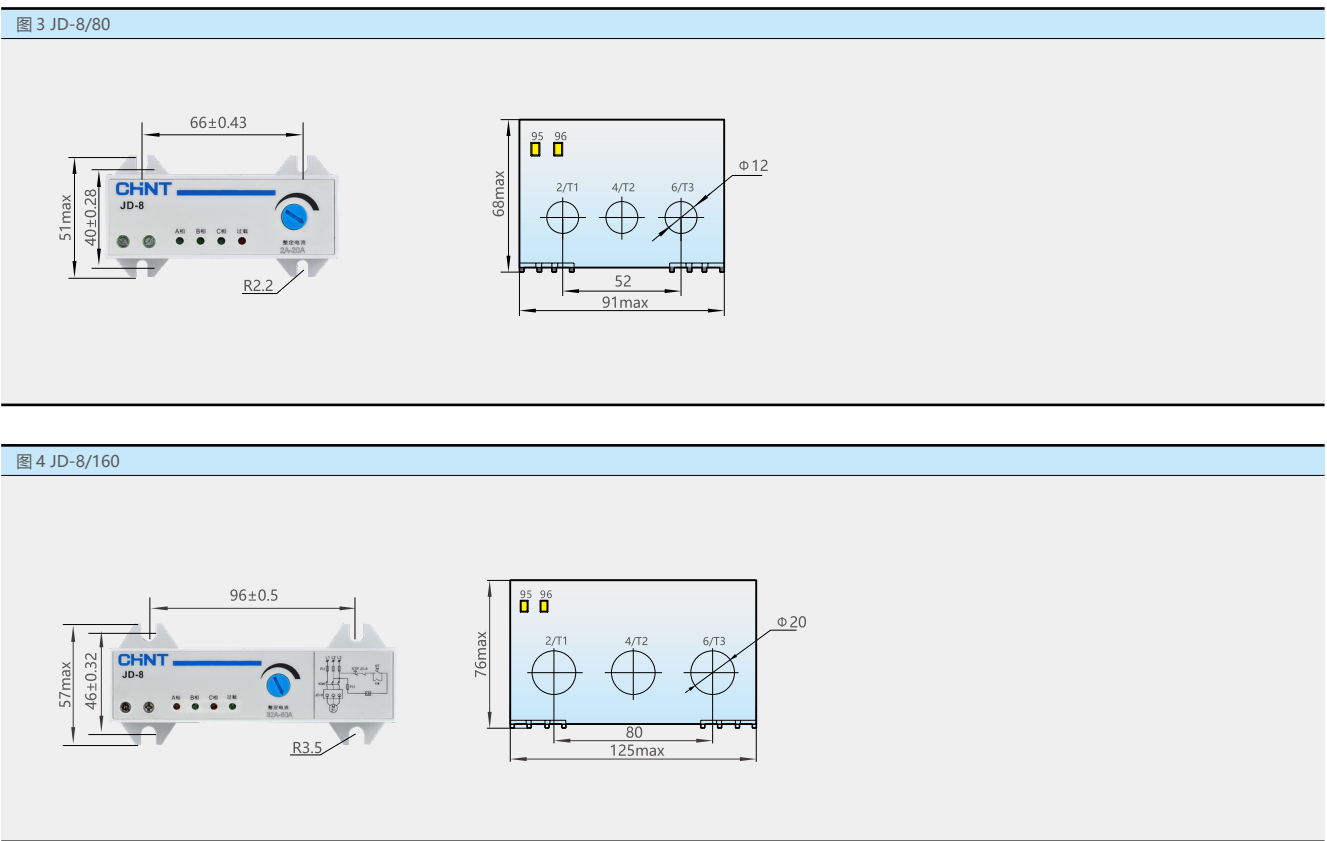 图 3 JD-8/80
66±0.43
51max
40±0.28
CHNT
JD-8
A相 B相 C相 过载
整定电流
2A-20A
R2.2
95 96
2/T1 4/T2 6/T3
Φ12
68max
52
91max
图 4 JD-8/160
96±0.5
57max
46±0.32
CHNT
JD-8
A相 B相 C相 过载
整定电流
32A-80A
R3.5
95 96
2/T1 4/T2 6/T3
Φ20
76max
80
125max